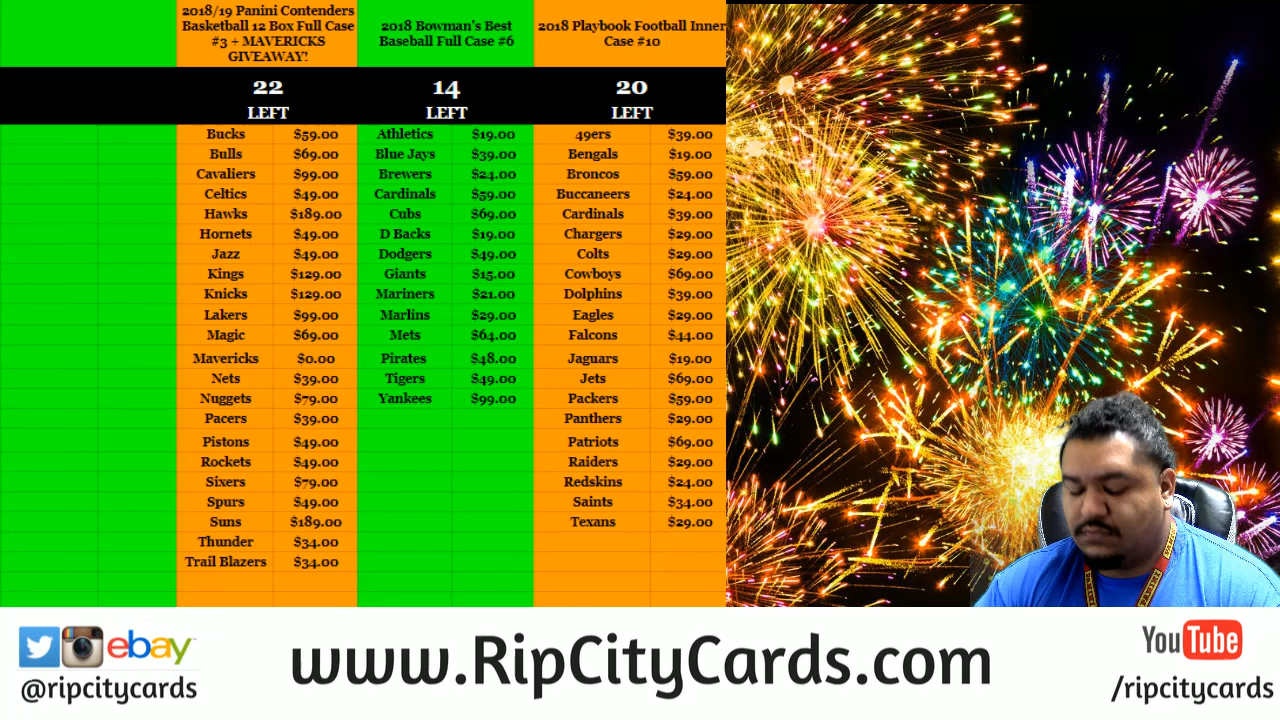 2018/19 Panini Contenders
Basketball 12 Box Full Case
#3 + MAVERICKS
GIVEAWAY!
22
LEFT
Bucks $59.00
Bulls $69.00
Cavaliers $99.00
Celtics $49.00
Hawks $189.00
Hornets $49.00
Jazz $49.00
Kings $129.00
Knicks $129.00
Lakers $99.00
Magic $69.00
Mavericks $0.00
Nets $39.00
Nuggets $79.00
Pacers $39.00
Pistons $49.00
Rockets $49.00
Sixers $79.00
Spurs $49.00
Suns $189.00
Thunder $34.00
Trail Blazers $34.00
2018 Bowman's Best
Baseball Full Case #6
14
LEFT
Athletics $19.00
Blue Jays $39.00
Brewers $24.00
Cardinals $59.00
Cubs $69.00
D Backs $19.00
Dodgers $49.00
Giants $15.00
Mariners $21.00
Marlins $29.00
Mets $64.00
Pirates $48.00
Tigers $49.00
Yankees $99.00
2018 Playbook Football Inner
Case #10
20
LEFT
49ers $39.00
Bengals $19.00
Broncos $59.00
Buccaneers $24.00
Cardinals $39.00
Chargers $29.00
Colts $29.00
Cowboys $69.00
Dolphins $39.00
Eagles $29.00
Falcons $44.00
Jaguars $19.00
Jets $69.00
Packers $59.00
Panthers $29.00
Patriots $69.00
Raiders $29.00
Redskins $24.00
Saints $34.00
Texans $29.00
ebay
@ripcitycards
www.RipCityCards.com
YouTube
/ripcitycards